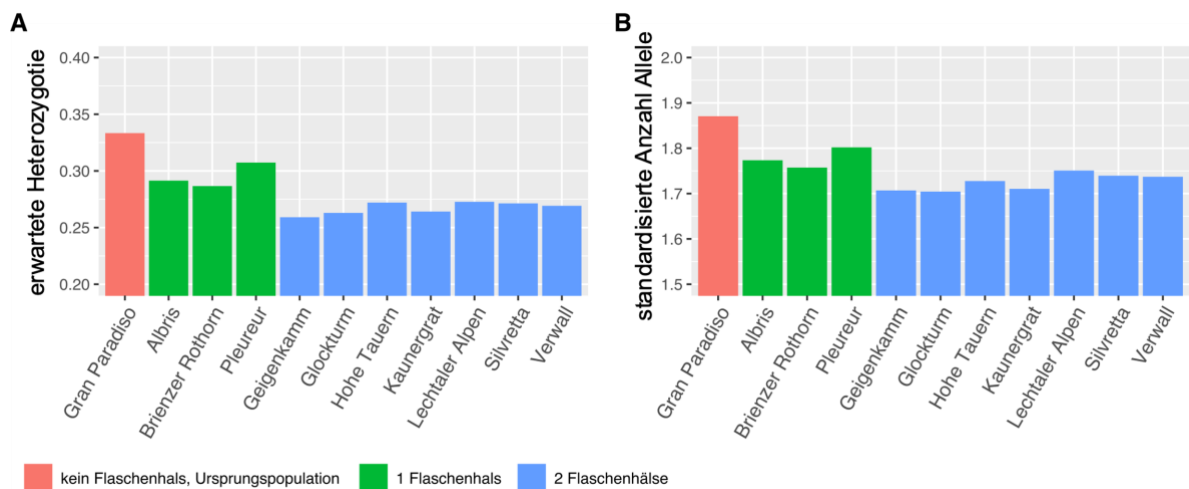 A
erwartete Heterozygotie
0.40
0.35
0.30
0.25
0.20
Gran Paradiso
Albris
Brienzer Rothorn
Pleureur
Geigenkamm
Glockturm
Hohe Tauern
Kaunergrat
Lechtaler Alpen
Silvretta
Verwall
B
standardisierte Anzahl Allele
2.0
1.9
1.8
1.7
1.6
1.5
Gran Paradiso
Albris
Brienzer Rothorn
Pleureur
Geigenkamm
Glockturm
Hohe Tauern
Kaunergrat
Lechtaler Alpen
Silvretta
Verwall
kein Flaschenhals, Ursprungspopulation
1 Flaschenhals
2 Flaschenhälse